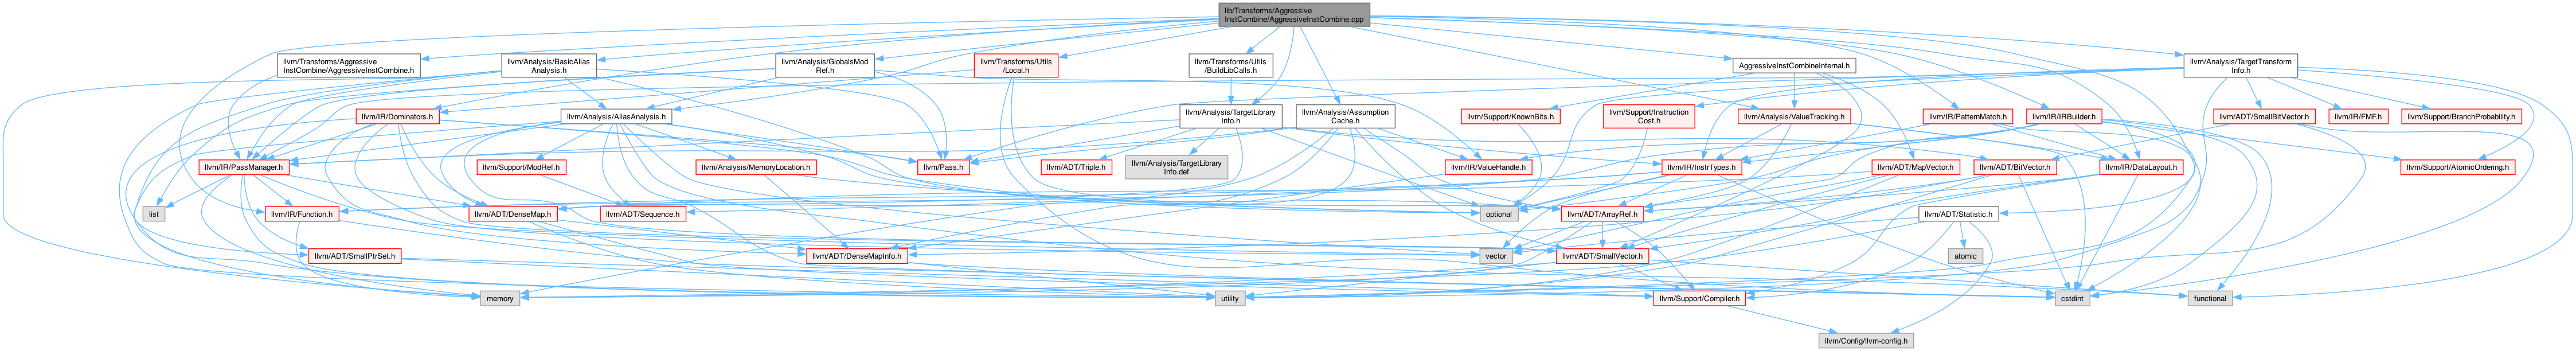 lib/Transforms/Aggressive
InstCombine/AggressiveInstCombine.cpp
llvm/Transforms/Aggressive
InstCombine/AggressiveInstCombine.h
llvm/Analysis/BasicAlias
Analysis.h
llvm/Analysis/GlobalsMod
Ref.h
llvm/Transforms/Utils
/Local.h
llvm/Transforms/Utils
/BuildLibCalls.h
AggressiveInstCombineInternal.h
llvm/Analysis/TargetTransform
Info.h
llvm/IR/Dominators.h
llvm/Analysis/AliasAnalysis.h
llvm/Analysis/TargetLibrary
Info.h
llvm/Analysis/Assumption
Cache.h
llvm/Support/KnownBits.h
llvm/Support/Instruction
Cost.h
llvm/Analysis/ValueTracking.h
llvm/IR/PatternMatch.h
llvm/IR/IRBuilder.h
llvm/ADT/SmallBitVector.h
llvm/IR/FMF.h
llvm/Support/BranchProbability.h
llvm/IR/PassManager.h
llvm/Support/ModRef.h
llvm/Analysis/MemoryLocation.h
llvm/Pass.h
llvm/ADT/Triple.h
llvm/Analysis/TargetLibrary
Info.def
llvm/IR/ValueHandle.h
llvm/IR/InstrTypes.h
llvm/ADT/MapVector.h
llvm/ADT/BitVector.h
llvm/IR/DataLayout.h
llvm/Support/AtomicOrdering.h
list
llvm/IR/Function.h
llvm/ADT/DenseMap.h
llvm/ADT/Sequence.h
optional
llvm/ADT/ArrayRef.h
llvm/ADT/Statistic.h
llvm/ADT/SmallPtrSet.h
llvm/ADT/DenseMapInfo.h
vector
llvm/ADT/SmallVector.h
atomic
memory
utility
llvm/Support/Compiler.h
cstdint
functional
llvm/Config/llvm-config.h